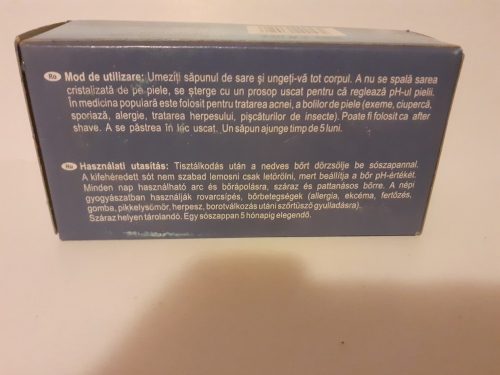 Ro Mod de utilizare: Umeziți săpunul de sare și ungeți-vă tot corpul. A nu se spală sarea
cristalizată de pe piele, se șterge cu un prosop uscat pentru că reglează pH-ul pielii.
În medicina populară este folosit pentru tratarea acnei, a bolilor de piele (exeme, ciupercă,
sporiază, alergie, tratarea herpesului, pișcăturilor de insecte). Poate fi folosit ca after
shave. A se păstrea în loc uscat. Un săpun ajunge timp de 5 luni.
Használati utasítás: Tisztálkodás után a nedves bőrt dörzsölje be sószapannal.
A kifehéredett sót nem szabad lemosni csak letörölni, mert beállítja a bőr pH-értékét.
Minden nap használható arc és bőrápolásra, száraz és pattanásos bőrre. A népi
gyógyászatban használják rovarcsípés, bőrbetegségek (allergia, ekcéma, fertőzés,
gomba, pikkelysömör, herpesz, borotválkozás utáni szőrtüsző gyulladásra).
Száraz helyen tárolandó. Egy sószappan 5 hónapig elegendő.